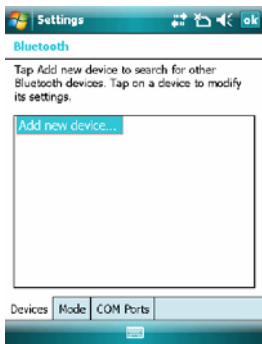 Settings ok
Bluetooth
Tap Add new device to search for other
Bluetooth devices. Tap on a device to modify
its settings.
Add new device...
Devices Mode COM Ports